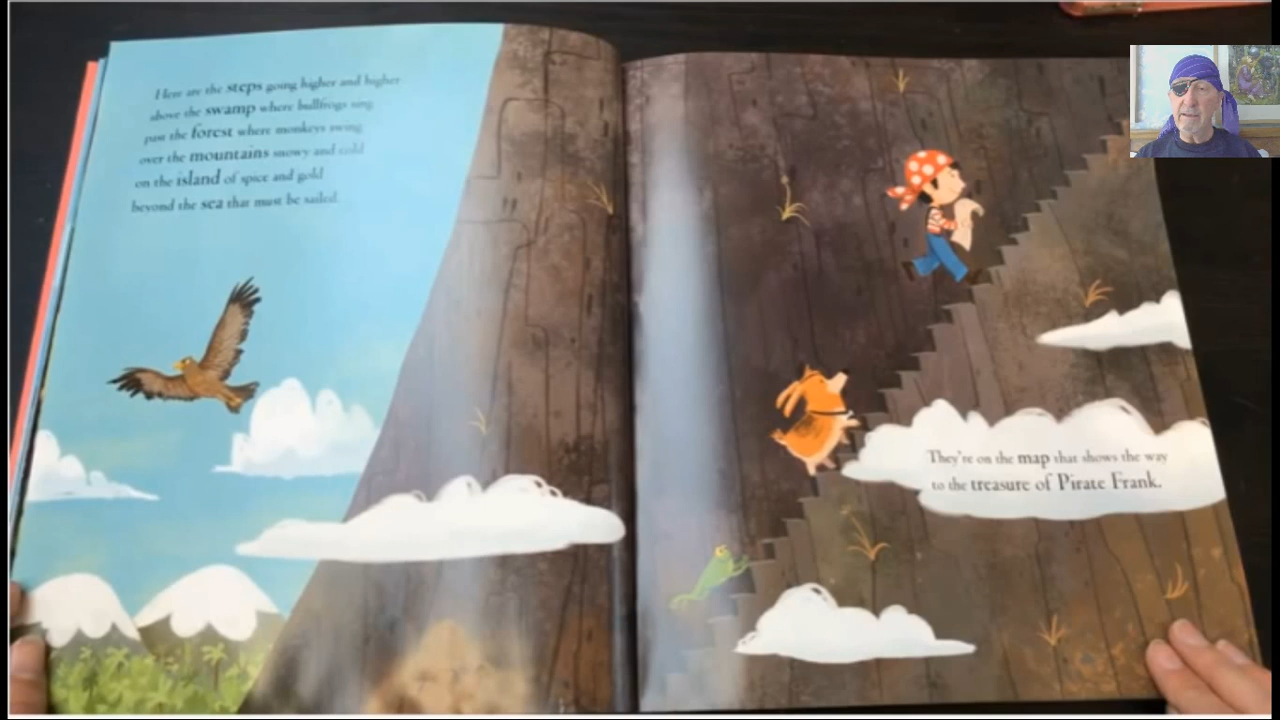 Here are the steps going higher and higher
above the swamp where bullfrogs sing
past the forest where monkeys swing
over the mountains snowy and cold
on the island of spice and gold
beyond the sea that must be sailed.
They're on the map that shows the way
to the treasure of Pirate Frank.